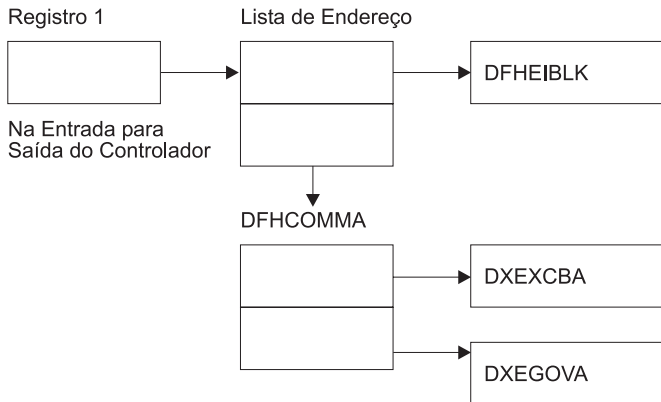 Registro 1
Lista de Endereço
DFHEIBLK
Na Entrada para
Saída do Controlador
DFHCOMMA
DXEXCBA
DXEGOVA